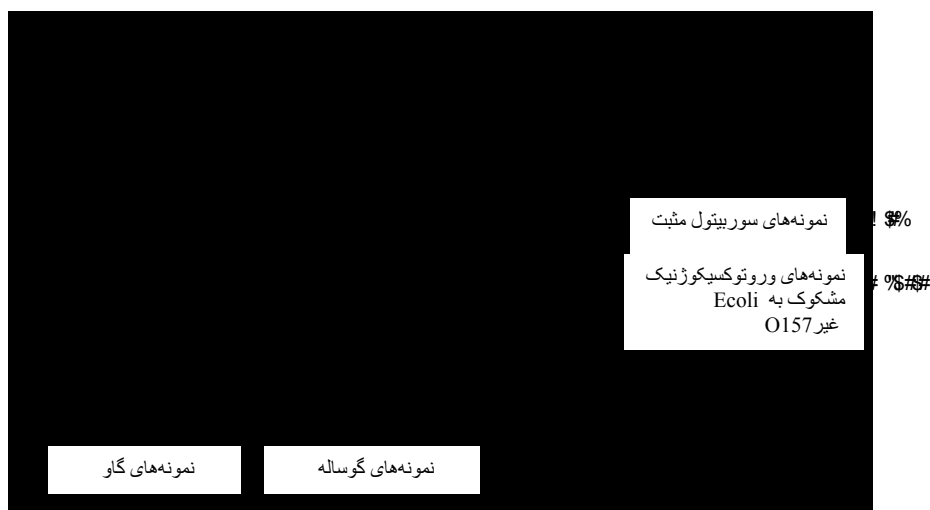 نمونه‌های سوربیتول مثبت
نمونه‌های وروتوکسیکوژنیک
مشکوک به Ecoli
غیرO157
نمونه‌های گوساله
نمونه‌های گاو